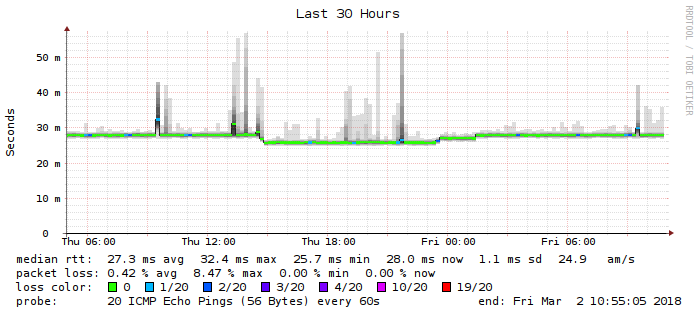 Last 30 Hours
RRDTOOL / TOBI OETIKER
Seconds
50 m
40 m
30 m
20 m
10 m
0
Thu 06:00 Thu 12:00 Thu 18:00 Fri 00:00 Fri 06:00
median rtt: 27.3 ms avg 32.4 ms max 25.7 ms min 28.0 ms now 1.1 ms sd 24.9 am/s
packet loss: 0.42 % avg 8.47 % max 0.00 % min 0.00 % now
loss color: 0 1/20 2/20 3/20 4/20 10/20 19/20
probe: 20 ICMP Echo Pings (56 Bytes) every 60s end: Fri Mar 2 10:55:05 2018